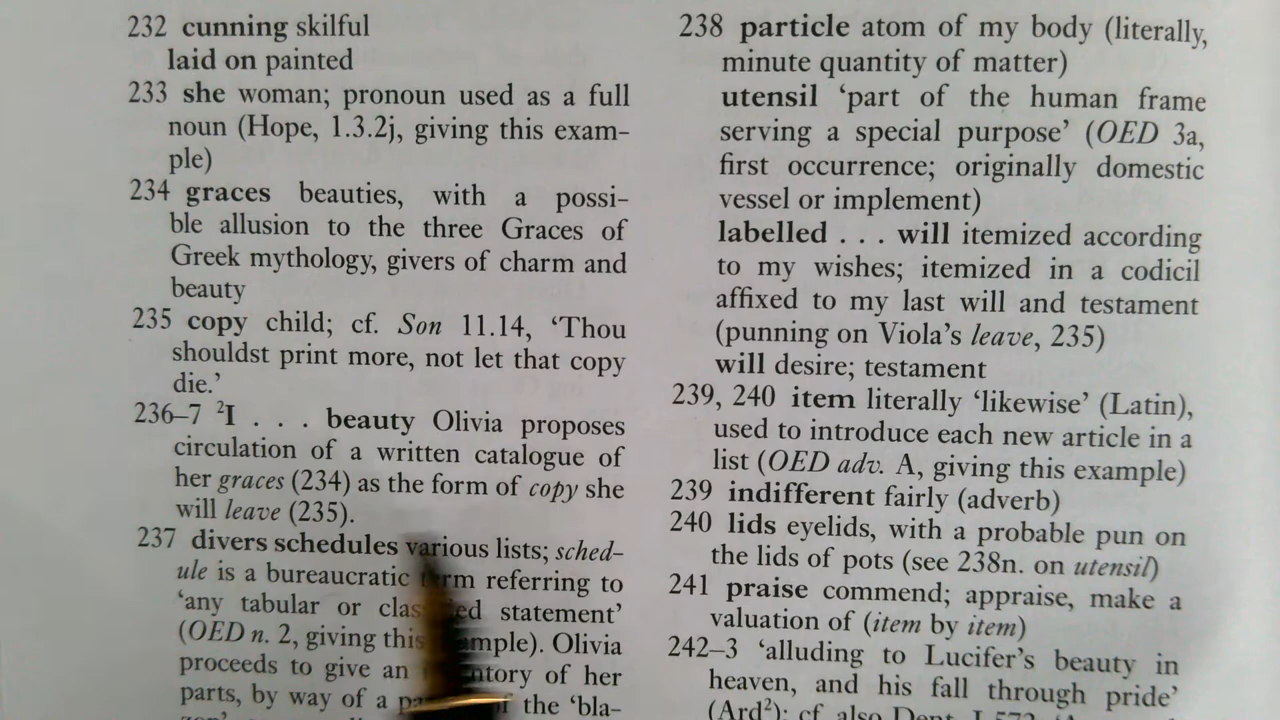 232 cunning skilful
laid on painted
233 she woman; pronoun used as a full
noun (Hope, 1.3.2j, giving this exam-
ple)
234 graces beauties, with a possi-
ble allusion to the three Graces of
Greek mythology, givers of charm and
beauty
235 copy child; cf. Son 11.14, ‘Thou
shouldst print more, not let that copy
die.’
236–7 ²I . . . beauty Olivia proposes
circulation of a written catalogue of
her graces (234) as the form of copy she
will leave (235).
237 divers schedules various lists; sched-
ule is a bureaucratic term referring to
‘any tabular or statement’
(OED n. 2, giving this Olivia
proceeds to give an of her
parts, by way of a the ‘bla-
238 particle atom of my body (literally,
minute quantity of matter)
utensil ‘part of the human frame
serving a special purpose’ (OED 3a,
first occurrence; originally domestic
vessel or implement)
labelled . . . will itemized according
to my wishes; itemized in a codicil
affixed to my last will and testament
(punning on Viola’s leave, 235)
will desire; testament
239, 240 item literally ‘likewise’ (Latin),
used to introduce each new article in a
list (OED adv. A, giving this example)
239 indifferent fairly (adverb)
240 lids eyelids, with a probable pun on
the lids of pots (see 238n. on utensil)
241 praise commend; appraise, make a
valuation of (item by item)
242–3 ‘alluding to Lucifer’s beauty in
heaven, and his fall through pride’
(Ard²); cf. also Dent,